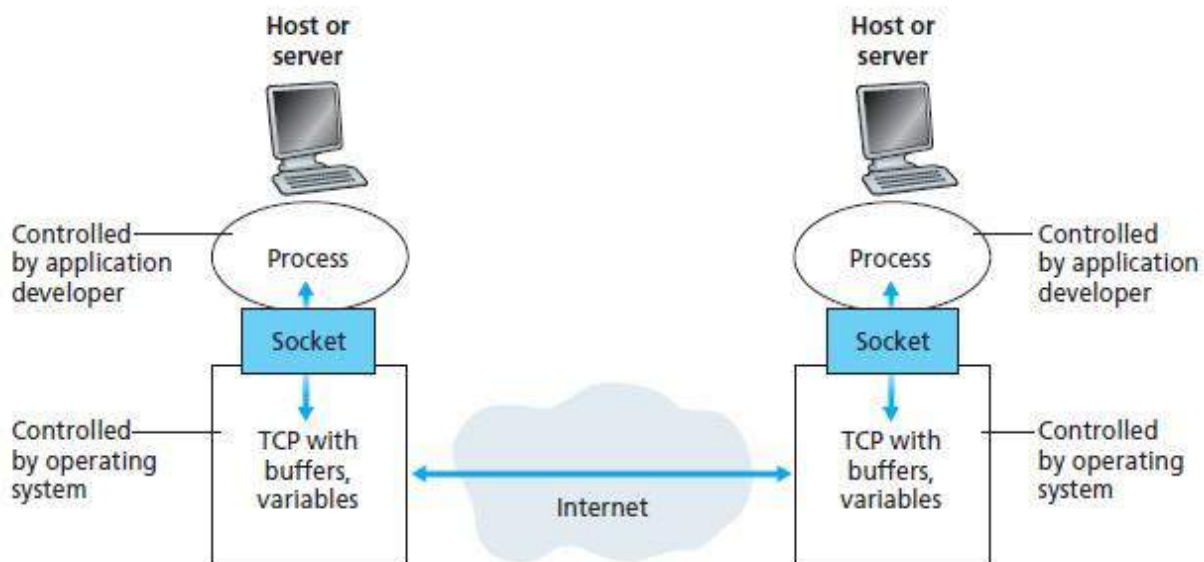 Host or
server
Host or
server
Controlled
by application
developer
Process
Process
Controlled
by application
developer
Socket
Socket
Controlled
by operating
system
TCP with
buffers,
variables
Internet
TCP with
buffers,
variables
Controlled
by operating
system